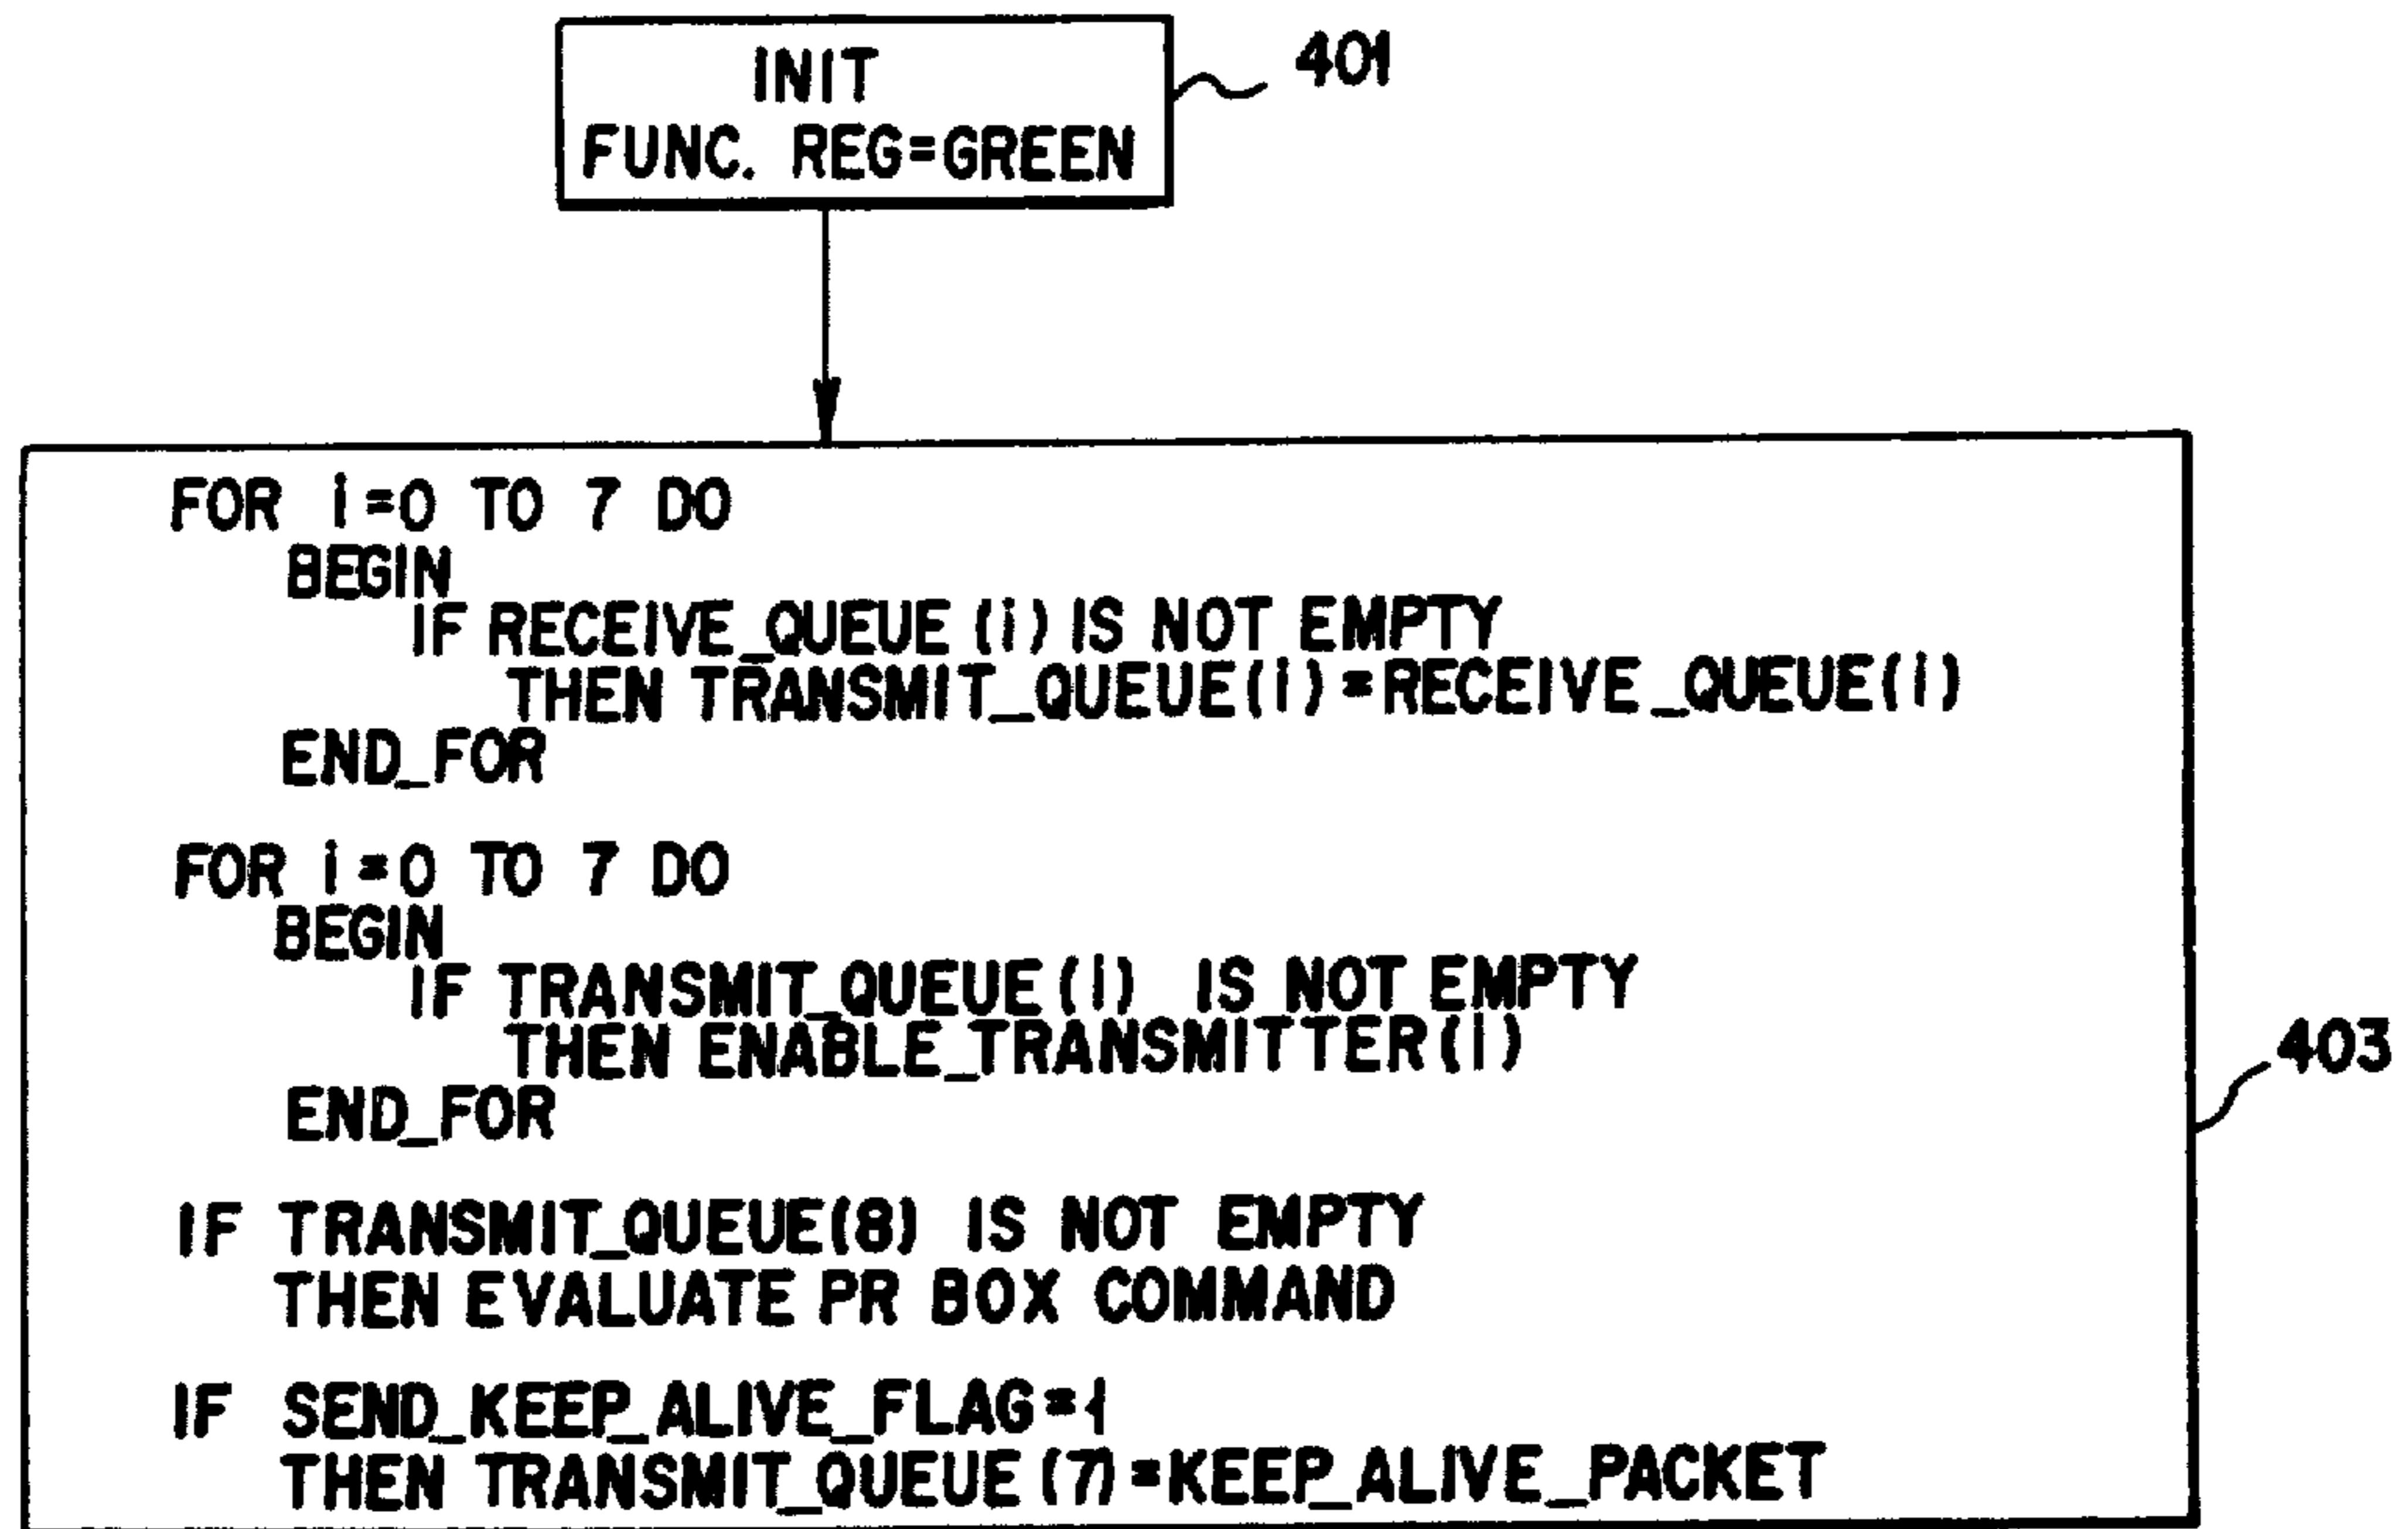 INIT
FUNC. REG=GREEN
401
FOR i=0 TO 7 DO
BEGIN
IF RECEIVE_QUEUE (i) IS NOT EMPTY
THEN TRANSMIT_QUEUE(i)=RECEIVE_QUEUE(i)
END_FOR
FOR i=0 TO 7 DO
BEGIN
IF TRANSMIT_QUEUE(i) IS NOT EMPTY
THEN ENABLE_TRANSMITTER(i)
END_FOR
403
IF TRANSMIT_QUEUE(8) IS NOT EMPTY
THEN EVALUATE PR BOX COMMAND
IF SEND_KEEP_ALIVE_FLAG=1
THEN TRANSMIT_QUEUE(7)=KEEP_ALIVE_PACKET